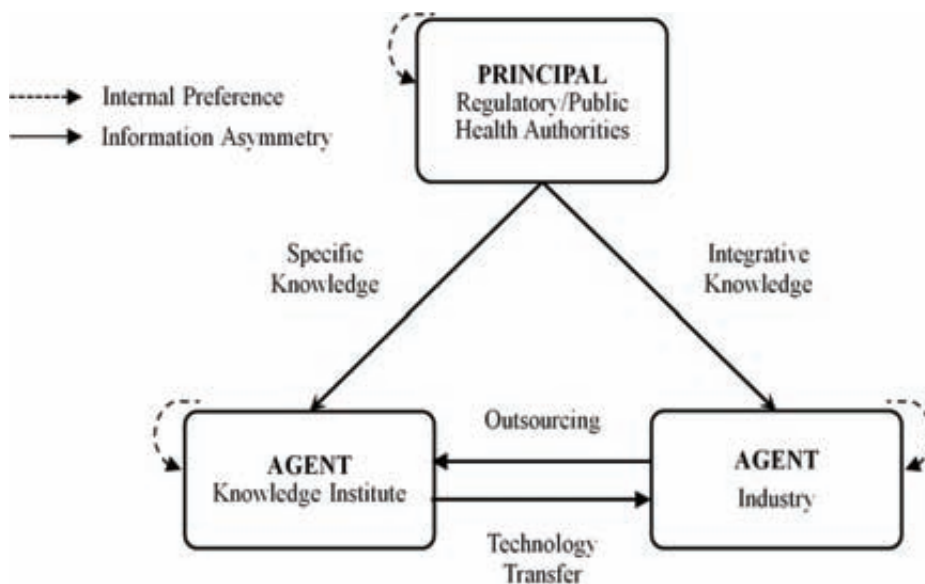 PRINCIPAL
Regulatory/Public
Health Authorities
Internal Preference
Information Asymmetry
Specific
Knowledge
Integrative
Knowledge
Outsourcing
AGENT
Knowledge Institute
AGENT
Industry
Technology
Transfer